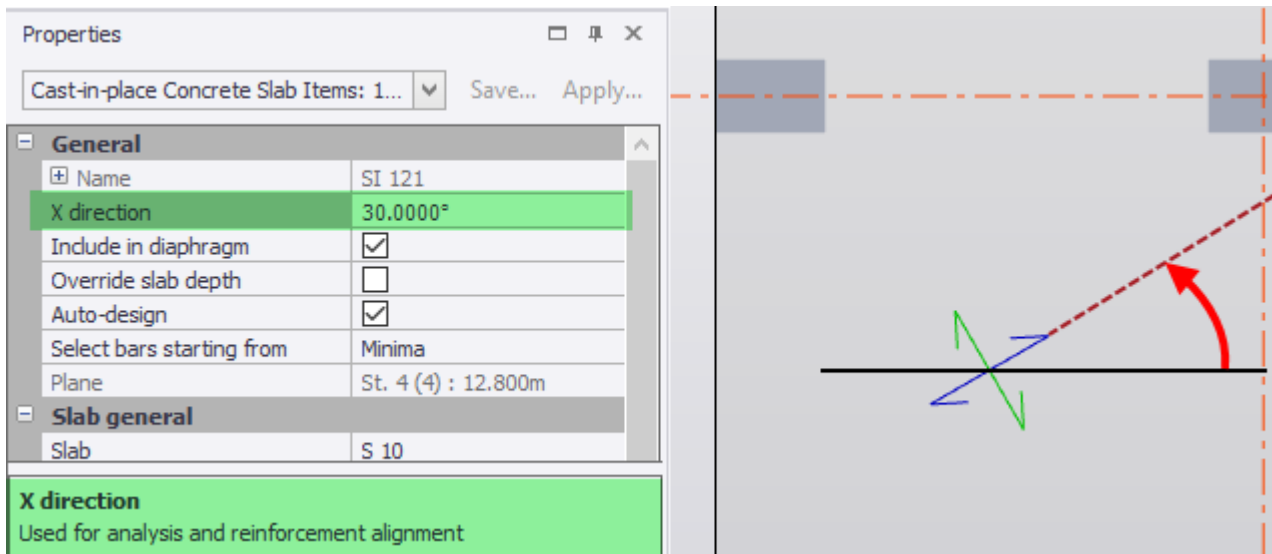 Properties
Cast-in-place Concrete Slab Items: 1... Save... Apply...
General
Name SI 121
X direction 30.0000°
Include in diaphragm
Override slab depth
Auto-design
Select bars starting from Minima
Plane St. 4 (4) : 12.800m
Slab general
Slab S 10
X direction
Used for analysis and reinforcement alignment